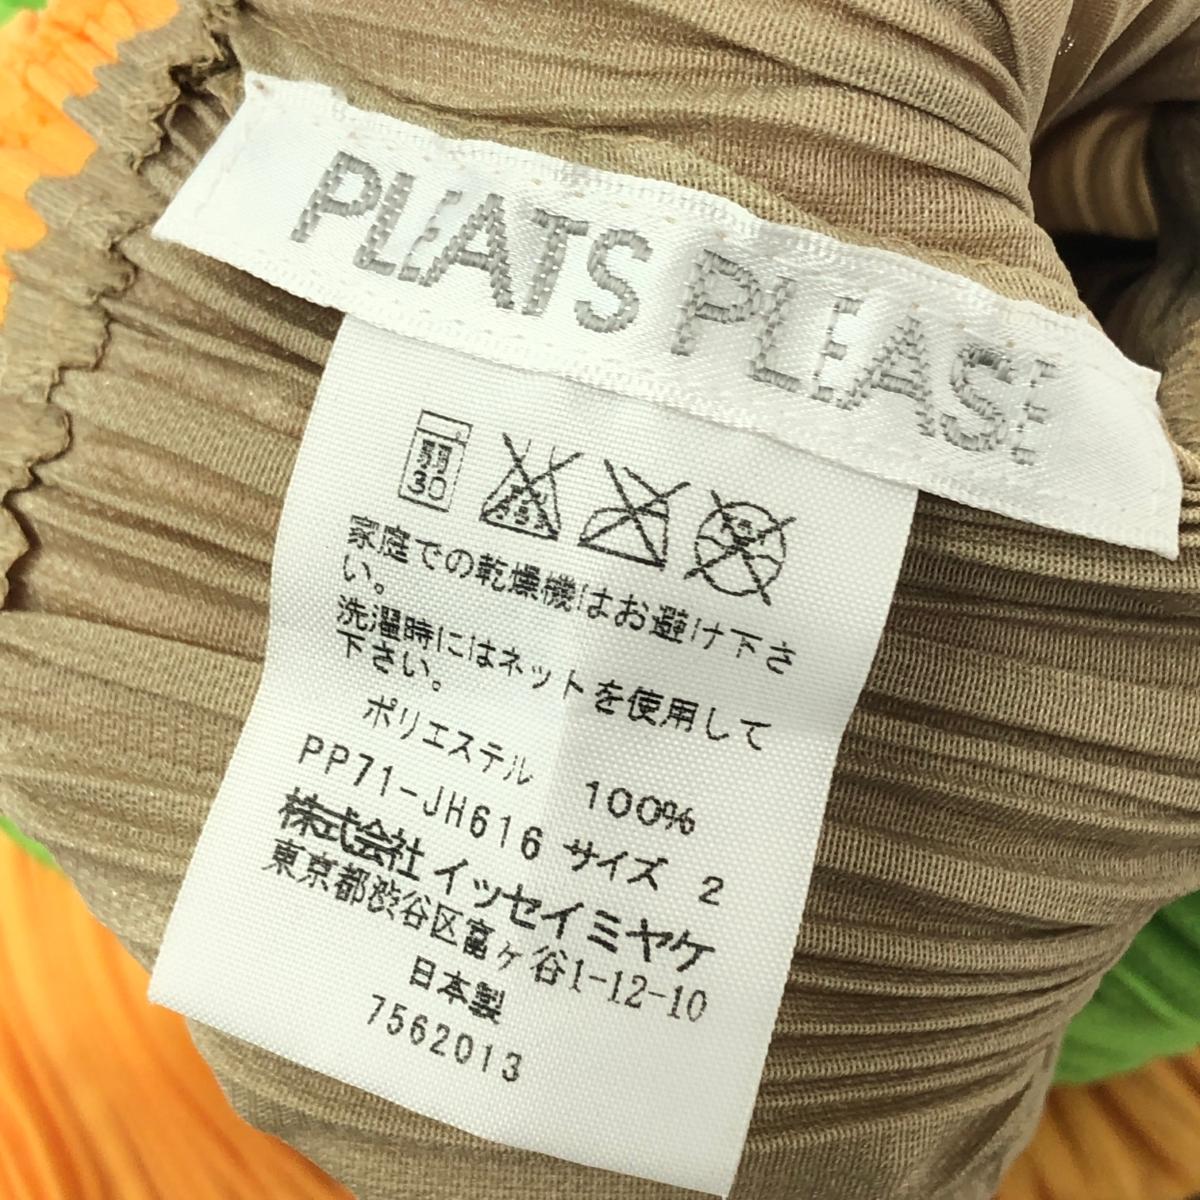 PLEATS PLEASE
弱
30
家庭での乾燥機はお避け下さ
い。
洗濯時にはネットを使用して
下さい。
ポリエステル 100%
PP71-JH616 サイズ 2
株式会社 イッセイミヤケ
東京都渋谷区富ヶ谷1-12-10
日本製
7562013